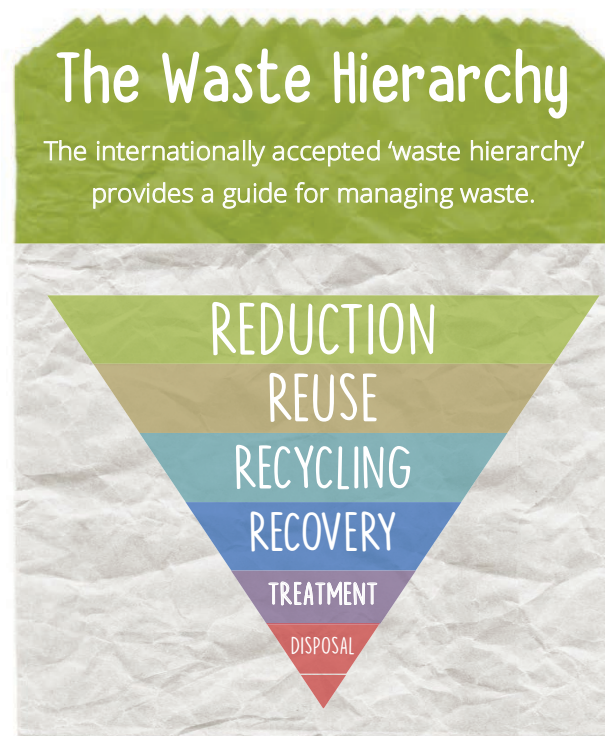 The Waste Hierarchy
The internationally accepted ‘waste hierarchy’
provides a guide for managing waste.
REDUCTION
REUSE
RECYCLING
RECOVERY
TREATMENT
DISPOSAL